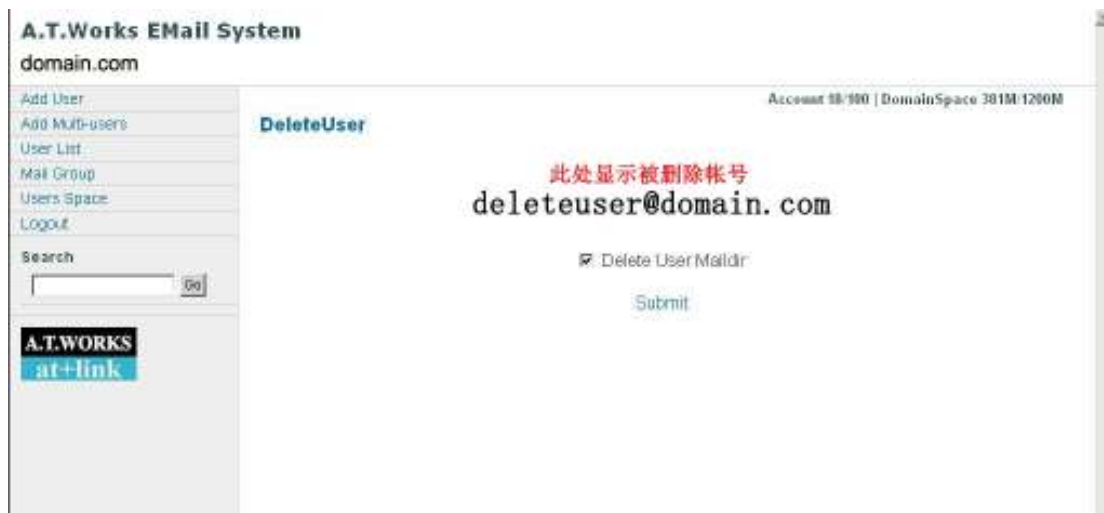 A.T.Works EMail System
domain.com
Account 18/100 | DomainSpace 381M/1200M
Add User
Add Multi-users
User List
Mail Group
Users Space
Logout
Search
Go
A.T.WORKS
at+link
DeleteUser
此处显示被删除帐号
deleteuser@domain.com
Delete User Maildir
Submit